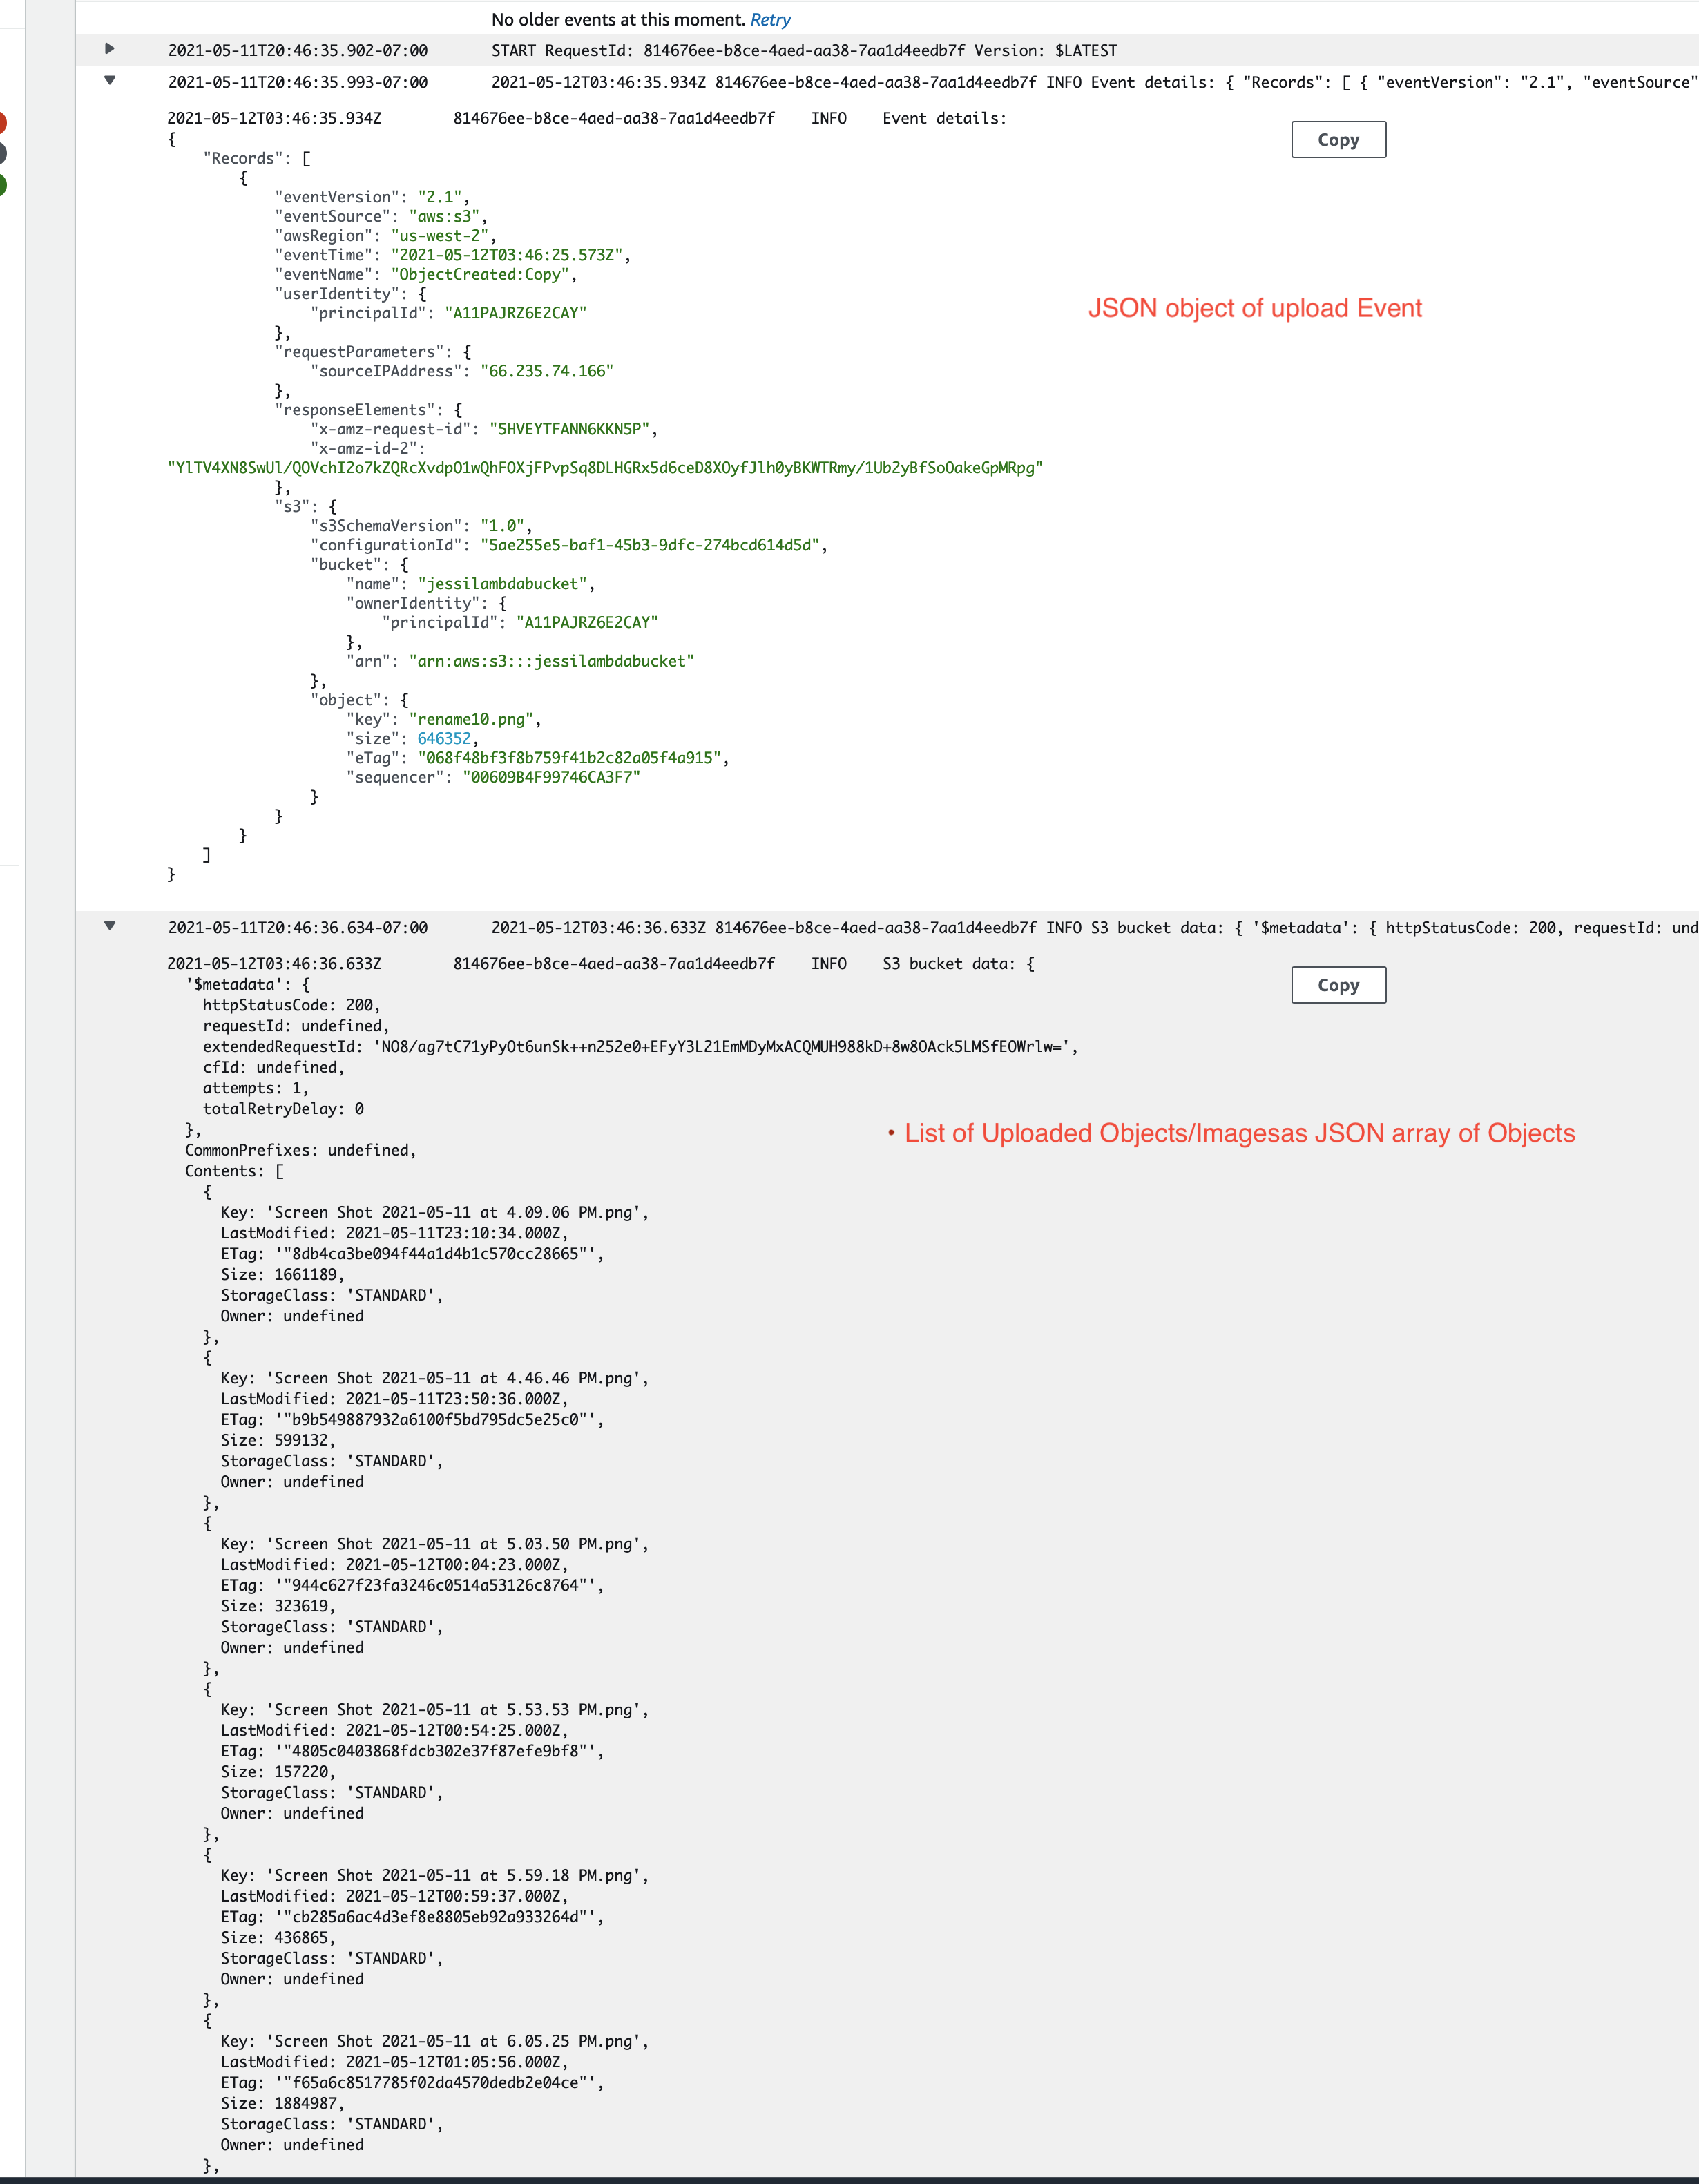 No older events at this moment. Retry
2021-05-11T20:46:35.902-07:00 START RequestId: 814676ee-b8ce-4aed-aa38-7aa1d4eedb7f Version: $LATEST
2021-05-11T20:46:35.993-07:00 2021-05-12T03:46:35.934Z 814676ee-b8ce-4aed-aa38-7aa1d4eedb7f INFO Event details: { "Records": [ { "eventVersion": "2.1", "eventSource"
2021-05-12T03:46:35.934Z 814676ee-b8ce-4aed-aa38-7aa1d4eedb7f INFO Event details:
Copy
{
"Records": [
{
"eventVersion": "2.1",
"eventSource": "aws:s3",
"awsRegion": "us-west-2",
"eventTime": "2021-05-12T03:46:25.573Z",
"eventName": "ObjectCreated:Copy",
"userIdentity": {
"principalId": "A11PAJRZ6E2CAY"
JSON object of upload Event
},
"requestParameters": {
"sourceIPAddress": "66.235.74.166"
},
"responseElements": {
"x-amz-request-id": "5HVEYTFANN6KKN5P",
"x-amz-id-2":
"YlTV4XN8SwUl/QOVchI2o7kZQRcXvdpO1wQhFOXjFPvpSq8DLHGRx5d6ceD8XOyfJlh0yBKWTRmy/1Ub2yBfSoOakeGpMRpg"
},
"s3": {
"s3SchemaVersion": "1.0",
"configurationId": "5ae255e5-baf1-45b3-9dfc-274bcd614d5d",
"bucket": {
"name": "jessilambdabucket",
"ownerIdentity": {
"principalId": "A11PAJRZ6E2CAY"
},
"arn": "arn:aws:s3:::jessilambdabucket"
},
"object": {
"key": "rename10.png",
"size": 646352,
"eTag": "068f48bf3f8b759f41b2c82a05f4a915",
"sequencer": "00609B4F99746CA3F7"
}
}
}
]
}
2021-05-11T20:46:36.634-07:00 2021-05-12T03:46:36.633Z 814676ee-b8ce-4aed-aa38-7aa1d4eedb7f INFO S3 bucket data: { '$metadata': { httpStatusCode: 200, requestId: und
2021-05-12T03:46:36.633Z 814676ee-b8ce-4aed-aa38-7aa1d4eedb7f INFO S3 bucket data: {
Copy
'$metadata': {
httpStatusCode: 200,
requestId: undefined,
extendedRequestId: 'NO8/ag7tC71yPyOt6unSk++n252e0+EFyY3L21EmMDyMxACQMUH988kD+8w8OAck5LMSfEOWrlw=',
cfId: undefined,
attempts: 1,
totalRetryDelay: 0
},
• List of Uploaded Objects/Imagesas JSON array of Objects
CommonPrefixes: undefined,
Contents: [
{
Key: 'Screen Shot 2021-05-11 at 4.09.06 PM.png',
LastModified: 2021-05-11T23:10:34.000Z,
ETag: '"8db4ca3be094f44a1d4b1c570cc28665"',
Size: 1661189,
StorageClass: 'STANDARD',
Owner: undefined
},
{
Key: 'Screen Shot 2021-05-11 at 4.46.46 PM.png',
LastModified: 2021-05-11T23:50:36.000Z,
ETag: '"b9b549887932a6100f5bd795dc5e25c0"',
Size: 599132,
StorageClass: 'STANDARD',
Owner: undefined
},
{
Key: 'Screen Shot 2021-05-11 at 5.03.50 PM.png',
LastModified: 2021-05-12T00:04:23.000Z,
ETag: '"944c627f23fa3246c0514a53126c8764"',
Size: 323619,
StorageClass: 'STANDARD',
Owner: undefined
},
{
Key: 'Screen Shot 2021-05-11 at 5.53.53 PM.png',
LastModified: 2021-05-12T00:54:25.000Z,
ETag: '"4805c0403868fdcb302e37f87efe9bf8"',
Size: 157220,
StorageClass: 'STANDARD',
Owner: undefined
},
{
Key: 'Screen Shot 2021-05-11 at 5.59.18 PM.png',
LastModified: 2021-05-12T00:59:37.000Z,
ETag: '"cb285a6ac4d3ef8e8805eb92a933264d"',
Size: 436865,
StorageClass: 'STANDARD',
Owner: undefined
},
{
Key: 'Screen Shot 2021-05-11 at 6.05.25 PM.png',
LastModified: 2021-05-12T01:05:56.000Z,
ETag: '"f65a6c8517785f02da4570dedb2e04ce"',
Size: 1884987,
StorageClass: 'STANDARD',
Owner: undefined
},